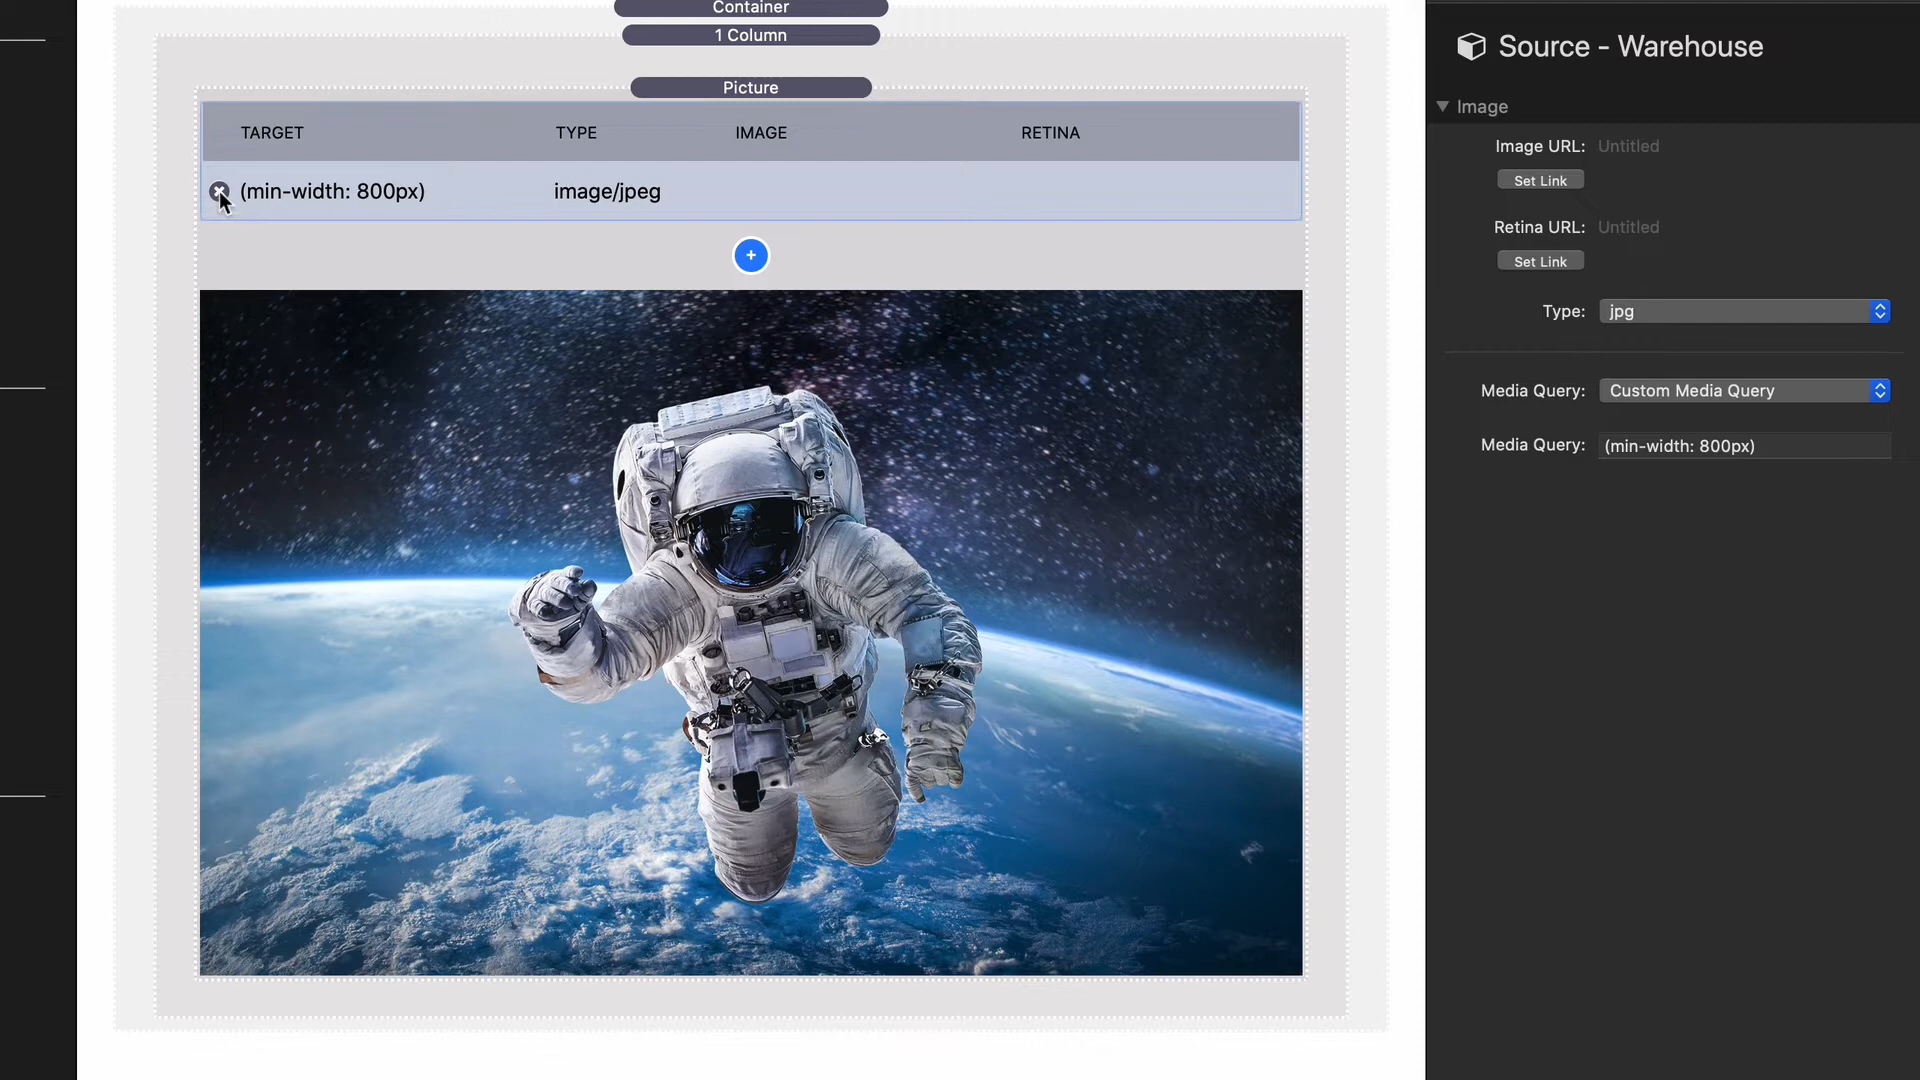 Container
1 Column
Picture
TARGET TYPE IMAGE RETINA
(min-width: 800px) image/jpeg
+
Source - Warehouse
Image
Image URL: Untitled
Set Link
Retina URL: Untitled
Set Link
Type: jpg
Media Query: Custom Media Query
Media Query: (min-width: 800px)